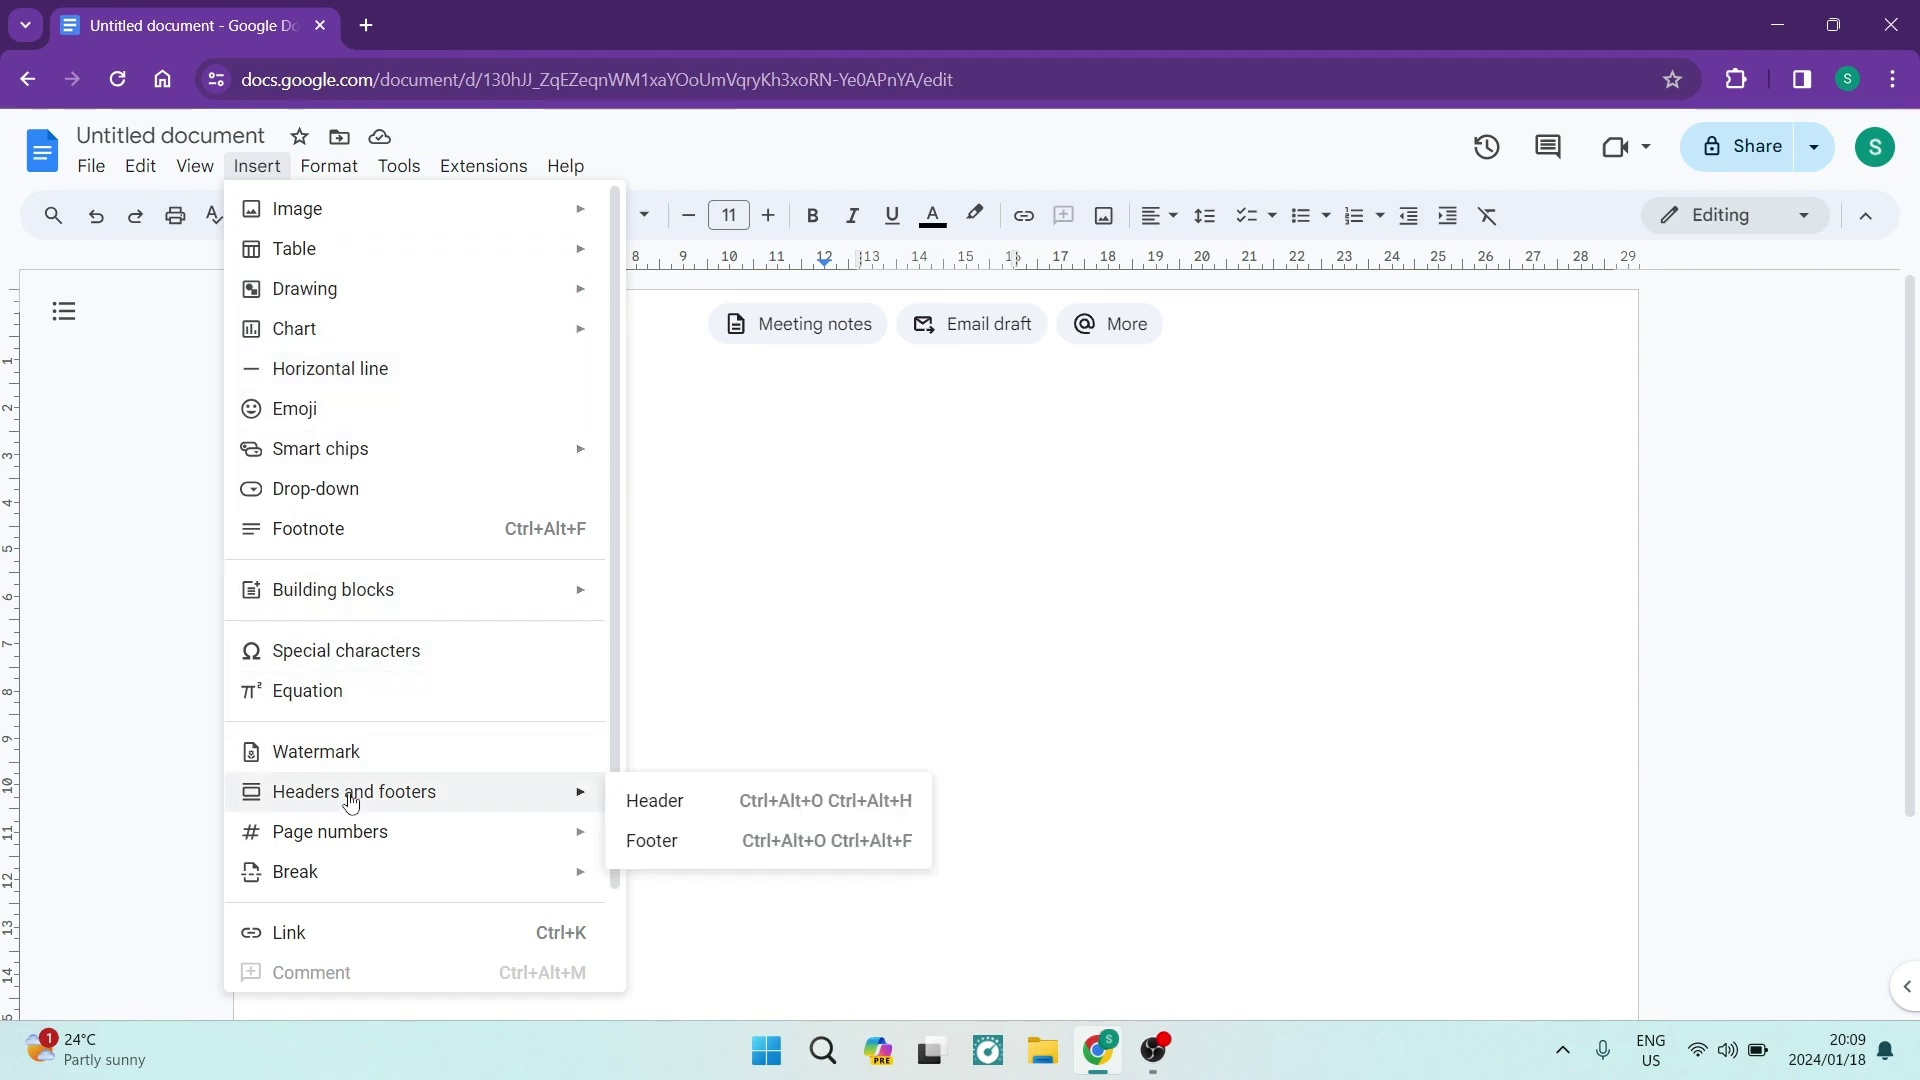 Untitled document - Google Do
docs.google.com/document/d/130hJJ_ZqEZeqnWM1xaYOoUmVqryKh3xoRN-Ye0APnYA/edit
S
Untitled document
File Edit View Insert Format Tools Extensions Help
Share
S
11
Editing
8 9 10 11 12 13 14 15 16 17 18 19 20 21 22 23 24 25 26 27 28 29
Image
Table
Drawing
Chart
Horizontal line
Emoji
Smart chips
Drop-down
Footnote Ctrl+Alt+F
Building blocks
Special characters
Equation
Watermark
Headers and footers
Page numbers
Break
Link Ctrl+K
Comment Ctrl+Alt+M
Header Ctrl+Alt+O Ctrl+Alt+H
Footer Ctrl+Alt+O Ctrl+Alt+F
Meeting notes Email draft More
1
2
3
4
5
6
7
8
9
10
11
12
13
14
1 24°C
Partly sunny
PRE
S
ENG
US
20:09
2024/01/18